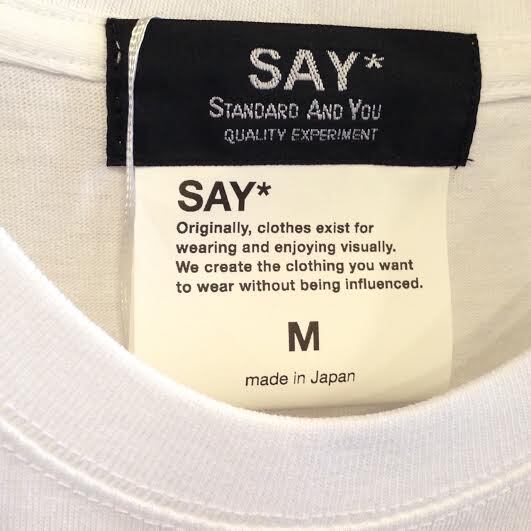 SAY*
STANDARD AND YOU
QUALITY EXPERIMENT
SAY*
Originally, clothes exist for
wearing and enjoying visually.
We create the clothing you want
to wear without being influenced.
M
made in Japan